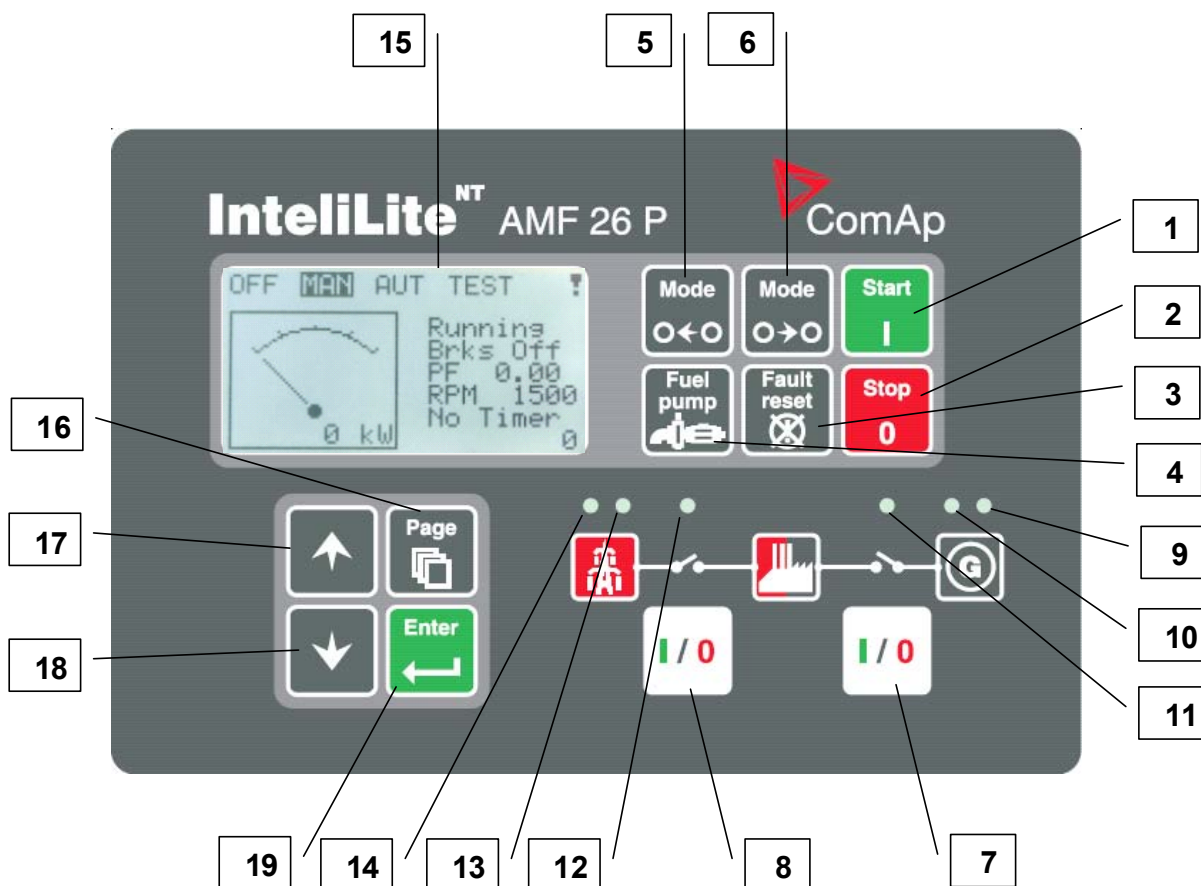 15
5
6
InteliLite NT AMF 26 P
ComAp
1
2
3
4
OFF MAN AUT TEST !
Running
Brks Off
PF 0.00
RPM 1500
No Timer
0 kW
0
Mode
Mode
Start
I
Fuel pump
Fault reset
Stop
0
16
17
18
Page
Enter
G
9
10
11
I / 0
I / 0
19
14
13
12
8
7